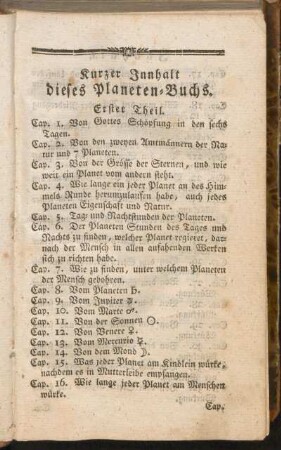 Kurzer Innhalt
dieses Planeten-Buchs.
Erster Theil.
Cap. 1. Von Gottes Schöpfung in den sechs
Tagen.
Cap. 2. Von den zweyen Amtmännern der Na-
tur und 7 Planeten.
Cap. 3. Von der Grösse der Sternen, und wie
weit ein Planet vom andern steht.
Cap. 4. Wie lange ein jeder Planet an des Him-
mels Runde herumzulaufen habe, auch jedes
Planeten Eigenschaft und Natur.
Cap. 5. Tag und Nachtstunden der Planeten.
Cap. 6. Der Planeten Stunden des Tages und
Nachts zu finden, welcher Planet regieret, dar-
nach der Mensch in allen anfahenden Werken
sich zu richten habe.
Cap. 7. Wie zu finden, unter welchem Planeten
der Mensch gebohren.
Cap. 8. Vom Planeten ♄.
Cap. 9. Vom Jupiter ♃.
Cap. 10. Vom Marte ♂.
Cap. 11. Von der Sonnen ☉.
Cap. 12. Von Venere ♀.
Cap. 13. Vom Mercurio ☿.
Cap. 14. Von dem Mond ☽.
Cap. 15. Was jeder Planet am Kindlein würke,
nachdem es in Mutterleibe empfangen.
Cap. 16. Wie lange jeder Planet am Menschen
würke.
Cap.